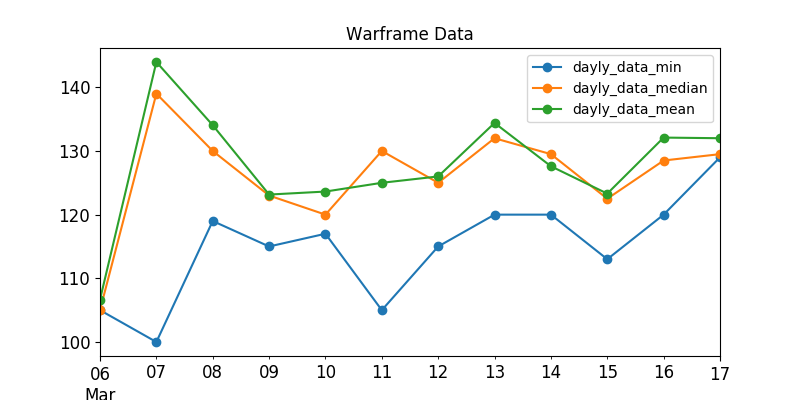 Warframe Data
dayly_data_min
dayly_data_median
dayly_data_mean
140
130
120
110
100
06 07 08 09 10 11 12 13 14 15 16 17
Mar